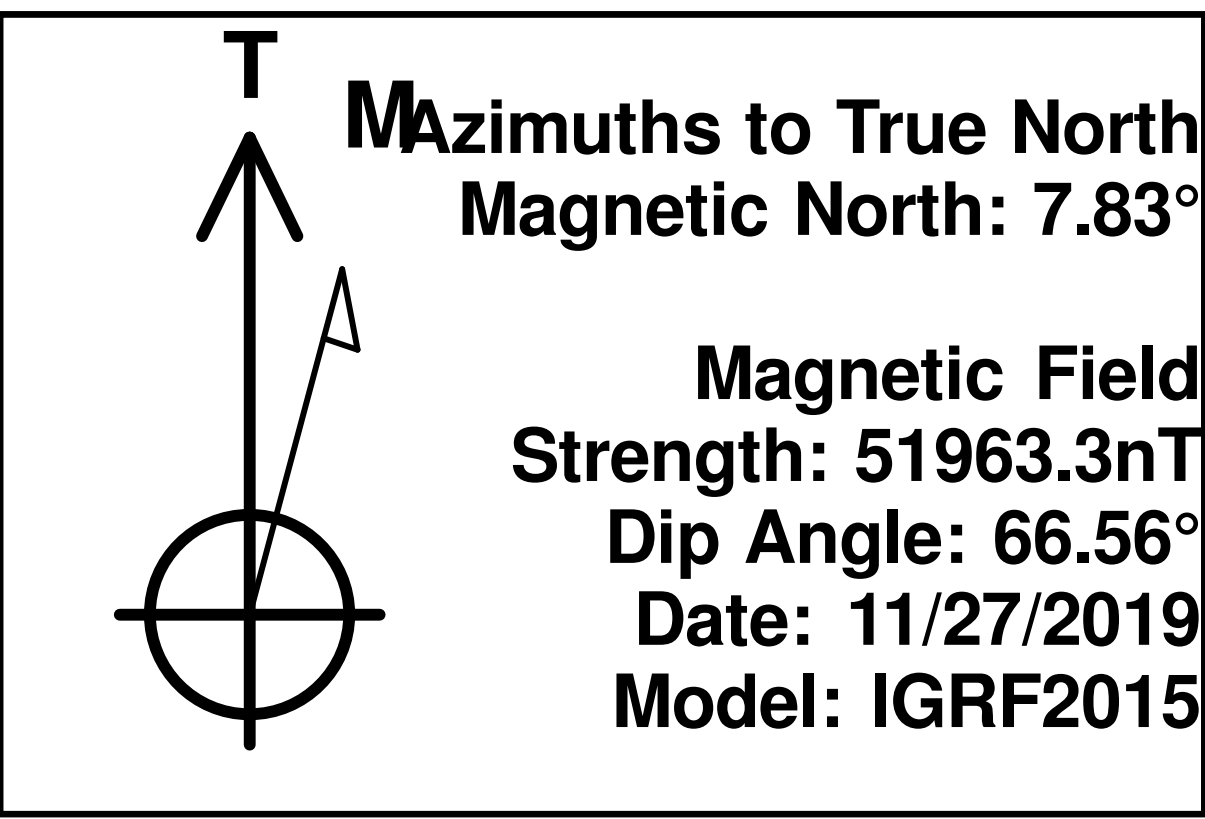 T
M
Azimuths to True North
Magnetic North: 7.83°
Magnetic Field
Strength: 51963.3nT
Dip Angle: 66.56°
Date: 11/27/2019
Model: IGRF2015